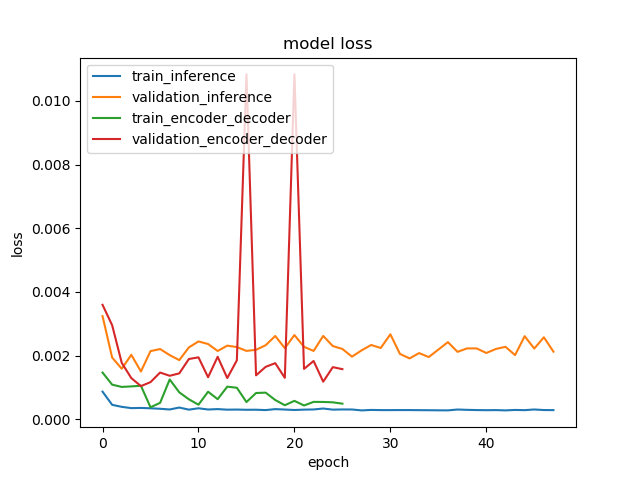 model loss
train_inference
validation_inference
train_encoder_decoder
validation_encoder_decoder
0.010
0.008
0.006
0.004
0.002
0.000
loss
0 10 20 30 40
epoch